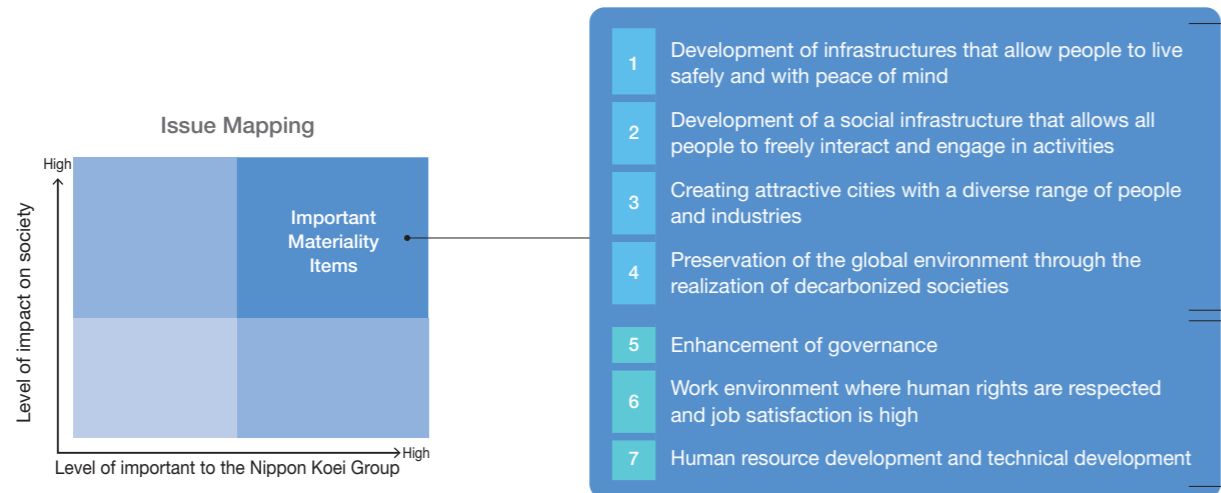 Issue Mapping
High
Level of impact on society
Important
Materiality
Items
High
Level of important to the Nippon Koei Group
1
Development of infrastructures that allow people to live
safely and with peace of mind
2
Development of a social infrastructure that allows all
people to freely interact and engage in activities
3
Creating attractive cities with a diverse range of people
and industries
4
Preservation of the global environment through the
realization of decarbonized societies
5
Enhancement of governance
6
Work environment where human rights are respected
and job satisfaction is high
7
Human resource development and technical development